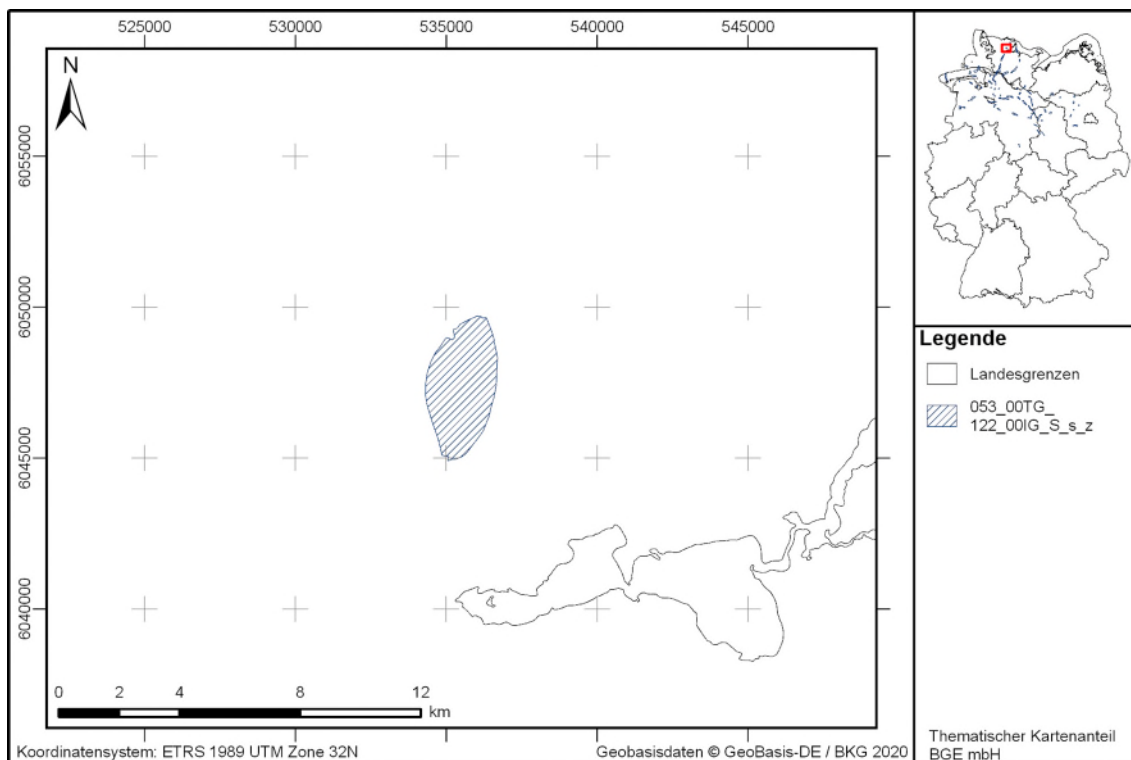 525000 530000 535000 540000 545000
N
6055000
6050000
6045000
6040000
0 2 4 8 12
km
Koordinatensystem: ETRS 1989 UTM Zone 32N
Geobasisdaten © GeoBasis-DE / BKG 2020
Legende
Landesgrenzen
053_00TG_
122_00IG_S_s_z
Thematischer Kartenanteil
BGE mbH